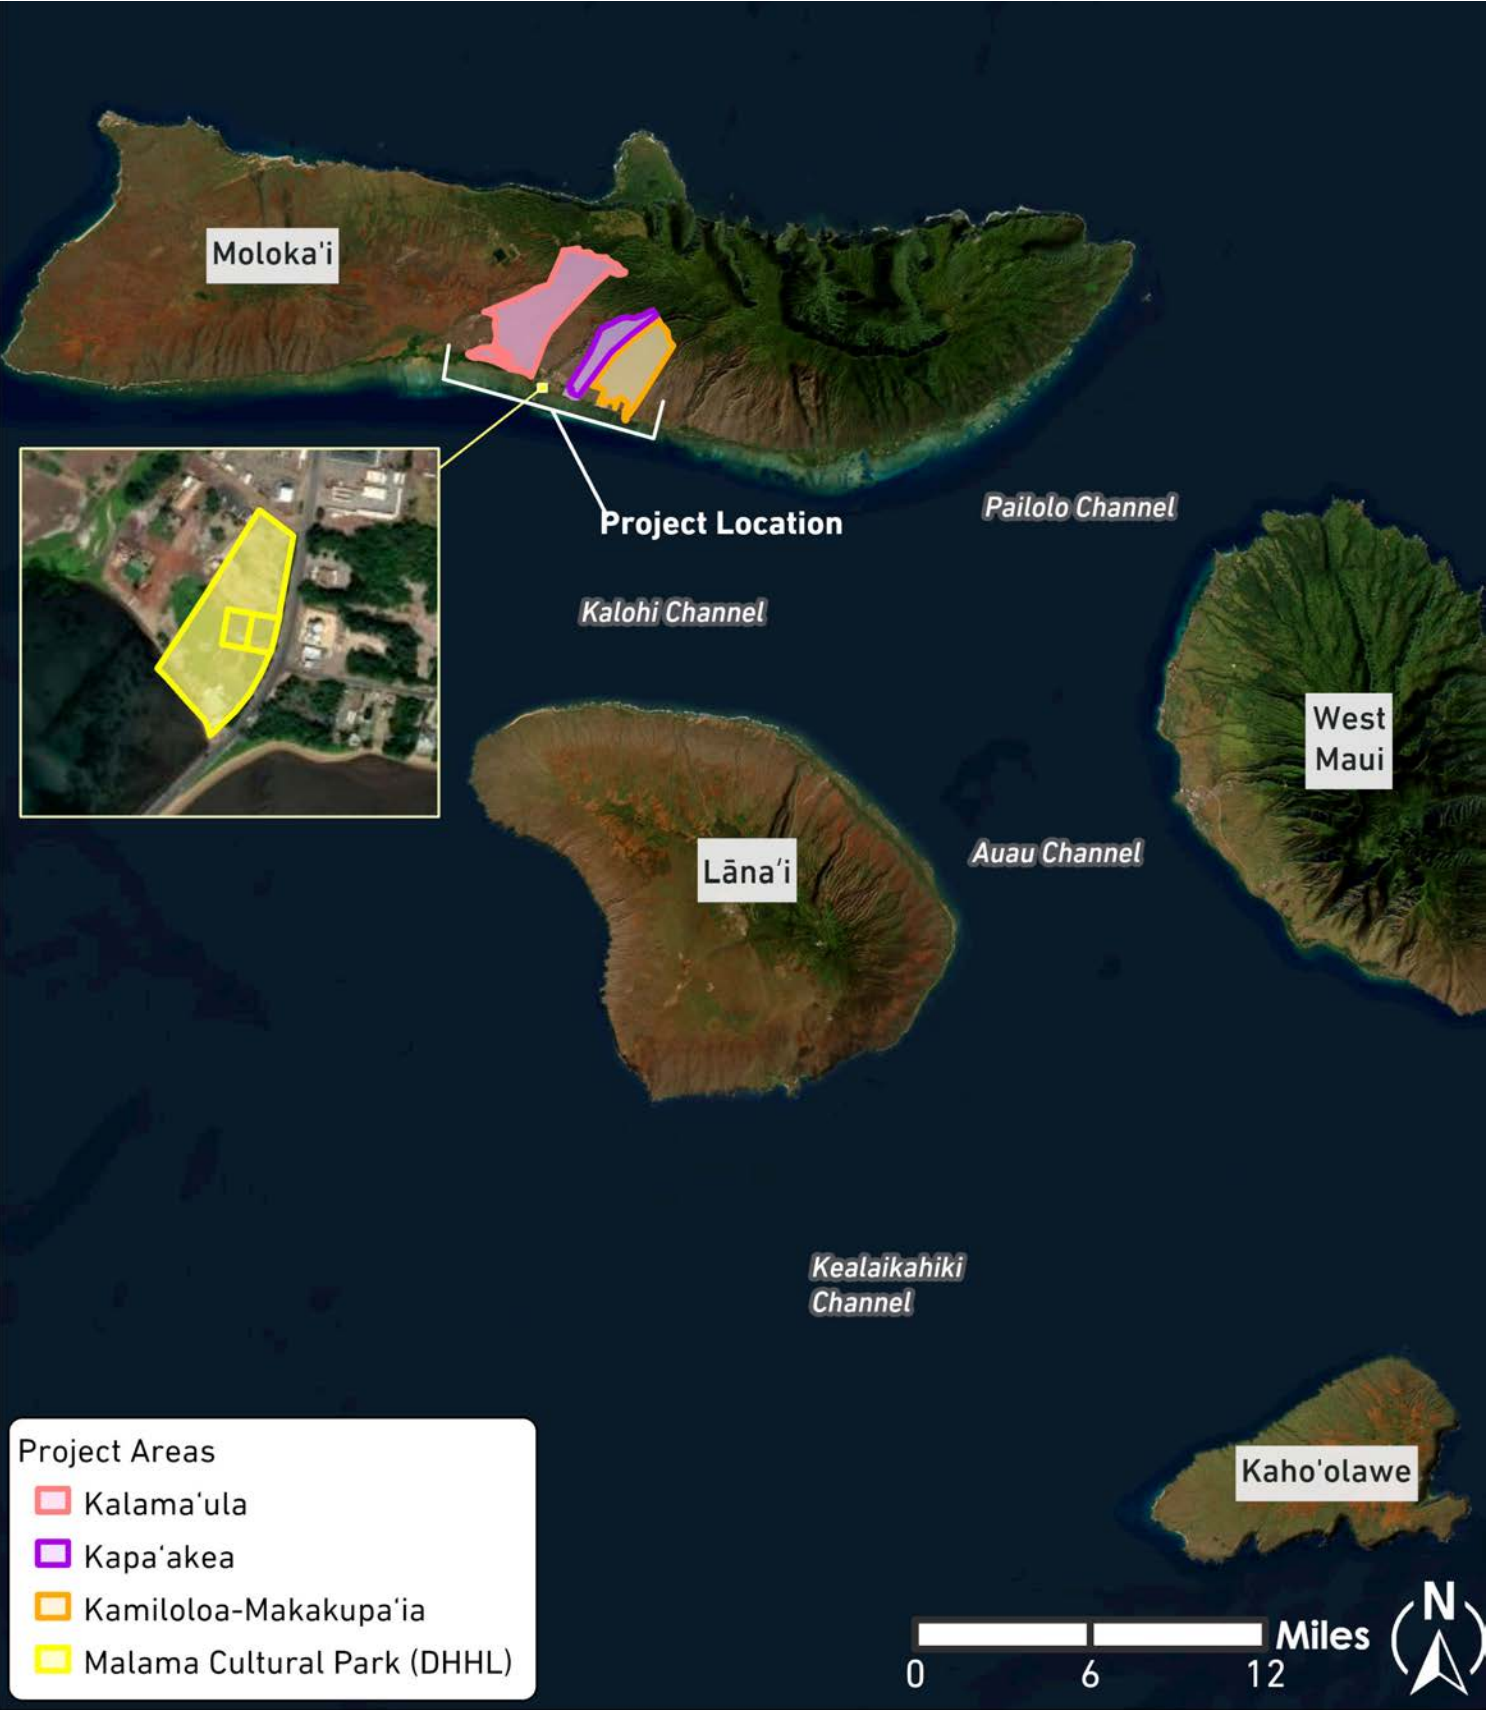 Moloka'i
Project Location
Pailolo Channel
Kalohi Channel
West
Maui
Auau Channel
Lānaʻi
Kealaikahiki
Channel
Kaho'olawe
Project Areas
Kalamaʻula
Kapaʻakea
Kamiloloa-Makakupaʻia
Malama Cultural Park (DHHL)
N
Miles
0 6 12